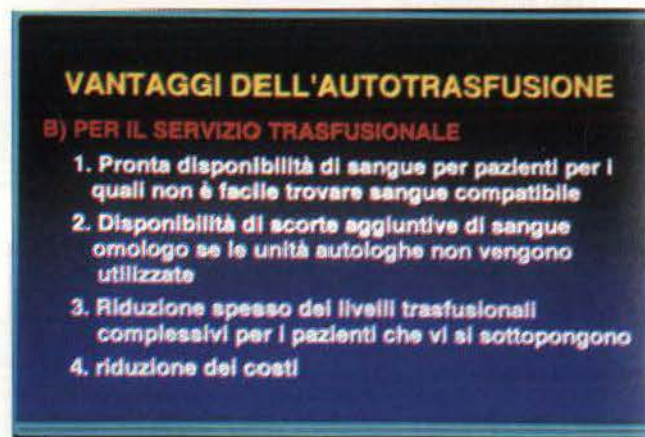 VANTAGGI DELL'AUTOTRASFUSIONE
B) PER IL SERVIZIO TRASFUSIONALE
1. Pronta disponibilità di sangue per pazienti per i
quali non è facile trovare sangue compatibile
2. Disponibilità di scorte aggiuntive di sangue
omologo se le unità autologhe non vengono
utilizzate
3. Riduzione spesso dei livelli trasfusionali
complessivi per i pazienti che vi si sottopongono
4. riduzione dei costi